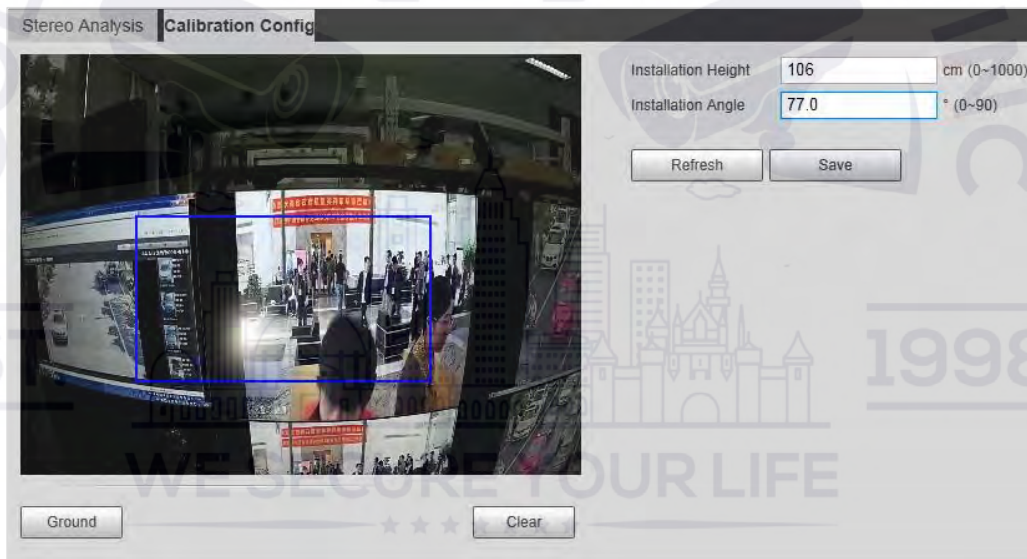 Stereo Analysis Calibration Config
Installation Height 106 cm (0~1000)
Installation Angle 77.0 ° (0~90)
Refresh Save
1998
WE SECURE YOUR LIFE
Ground Clear